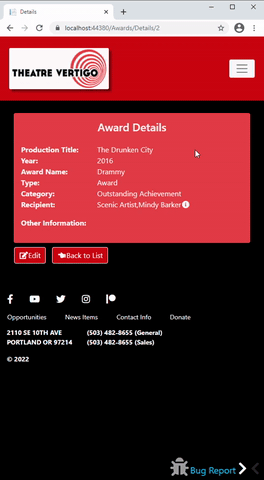 Details
localhost:44380/Awards/Details/2
THEATRE VERTIGO
Award Details
Production Title: The Drunken City
Year: 2016
Award Name: Drammy
Type: Award
Category: Outstanding Achievement
Recipient: Scenic Artist,Mindy Barker
Other Information:
Edit Back to List
Opportunities News Items Contact Info Donate
2110 SE 10TH AVE (503) 482-8655 (General)
PORTLAND OR 97214 (503) 482-8655 (Sales)
© 2022
Bug Report